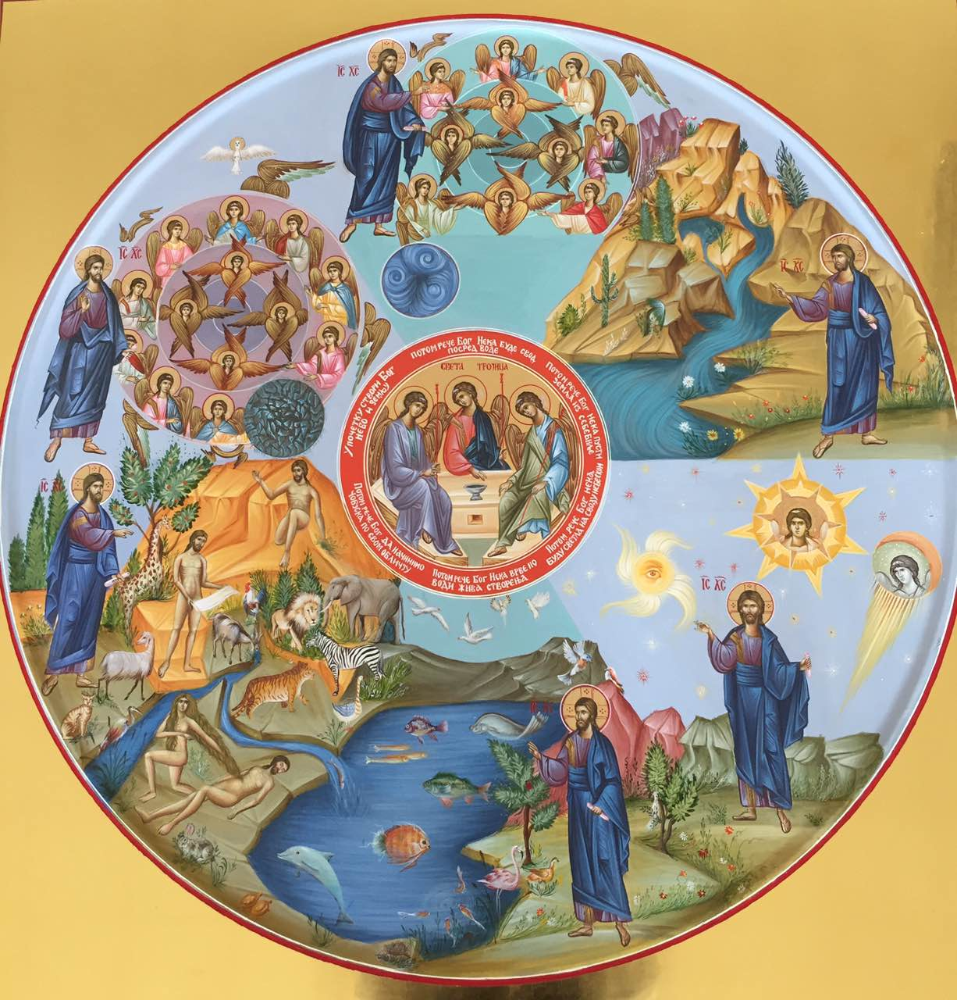 ІС ХС
ІС ХС
ІС ХС
ІС ХС
ІС ХС
ІС ХС
СВЕТА ТРОЈИЦА
У ПОЧЕТКУ СТВОРИ БОГ
НЕБО И ЗЕМЉУ
ПОТОМ РЕЧЕ БОГ НЕКА БУДЕ СВОД
ПОСРЕД ВОДЕ
ПОТОМ РЕЧЕ БОГ НЕКА ПУСТИ
ЗЕМЉА ИЗ СЕБЕ БИЉЕ
ПОТОМ РЕЧЕ БОГ НЕКА
БУДУ СВЕТЛА НА СВОДУ НЕБЕСКОМ
ПОТОМ РЕЧЕ БОГ НЕКА ВРВЕ ПО
ВОДИ ЖИВА СТВОРЕЊА
ПОТОМ РЕЧЕ БОГ ДА НАЧИНИМО
ЧОВЕКА ПО СВОМ ОБЛИЧЈУ